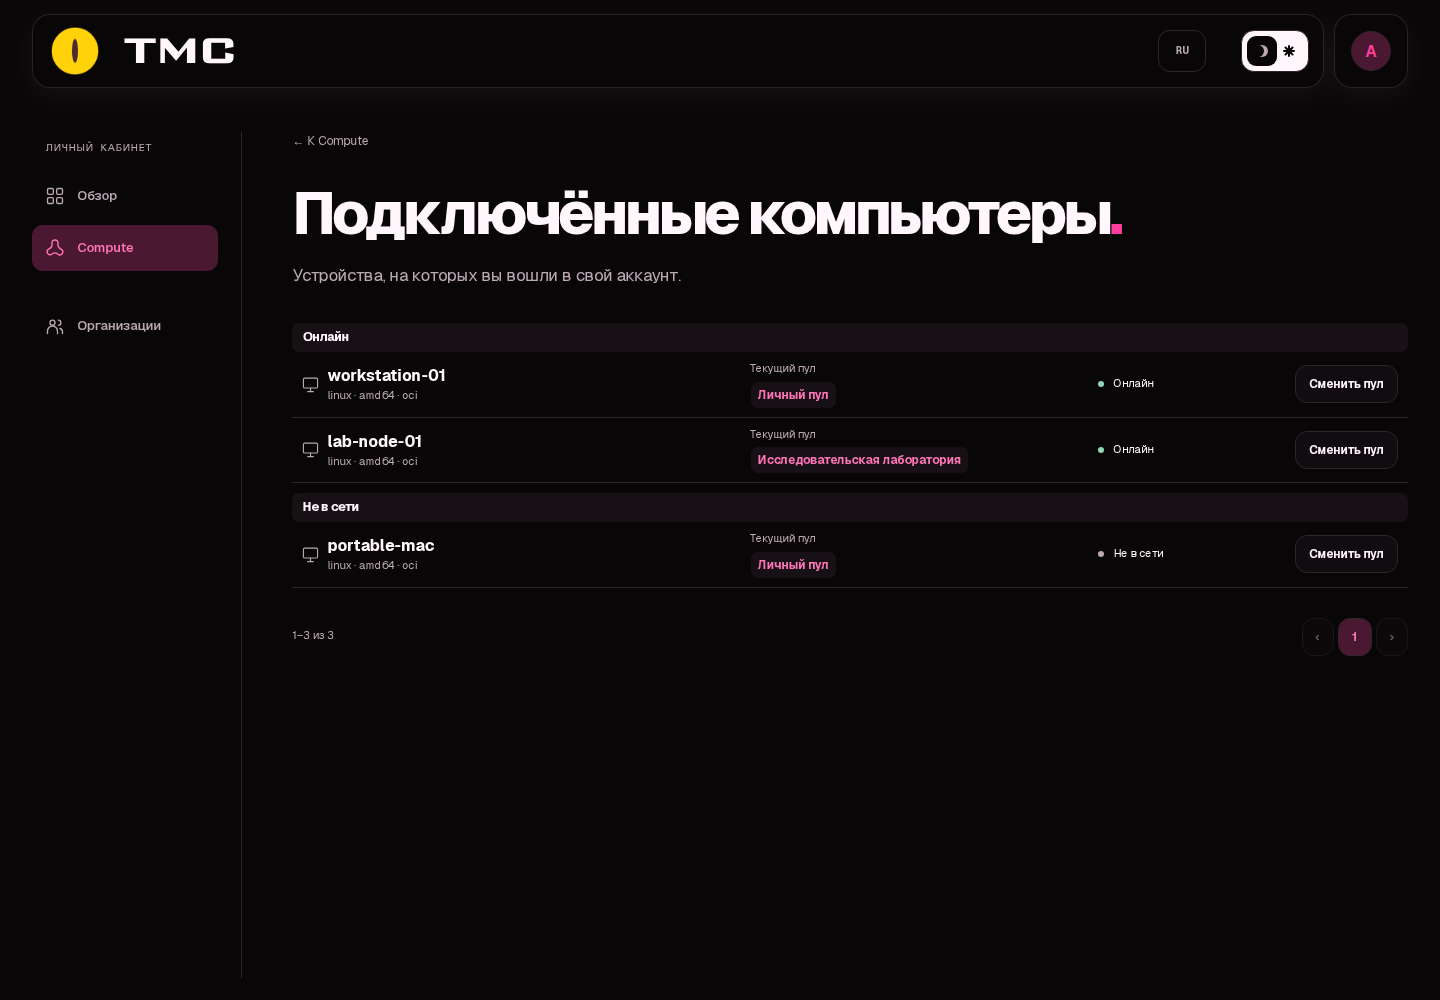 TMC
RU
A
ЛИЧНЫЙ КАБИНЕТ
Обзор
Compute
Организации
← К Compute
Подключённые компьютеры.
Устройства, на которых вы вошли в свой аккаунт.
Онлайн
workstation-01
linux · amd64 · oci
Текущий пул
Личный пул
Онлайн
Сменить пул
lab-node-01
linux · amd64 · oci
Текущий пул
Исследовательская лаборатория
Онлайн
Сменить пул
Не в сети
portable-mac
linux · amd64 · oci
Текущий пул
Личный пул
Не в сети
Сменить пул
1–3 из 3
‹ 1 ›